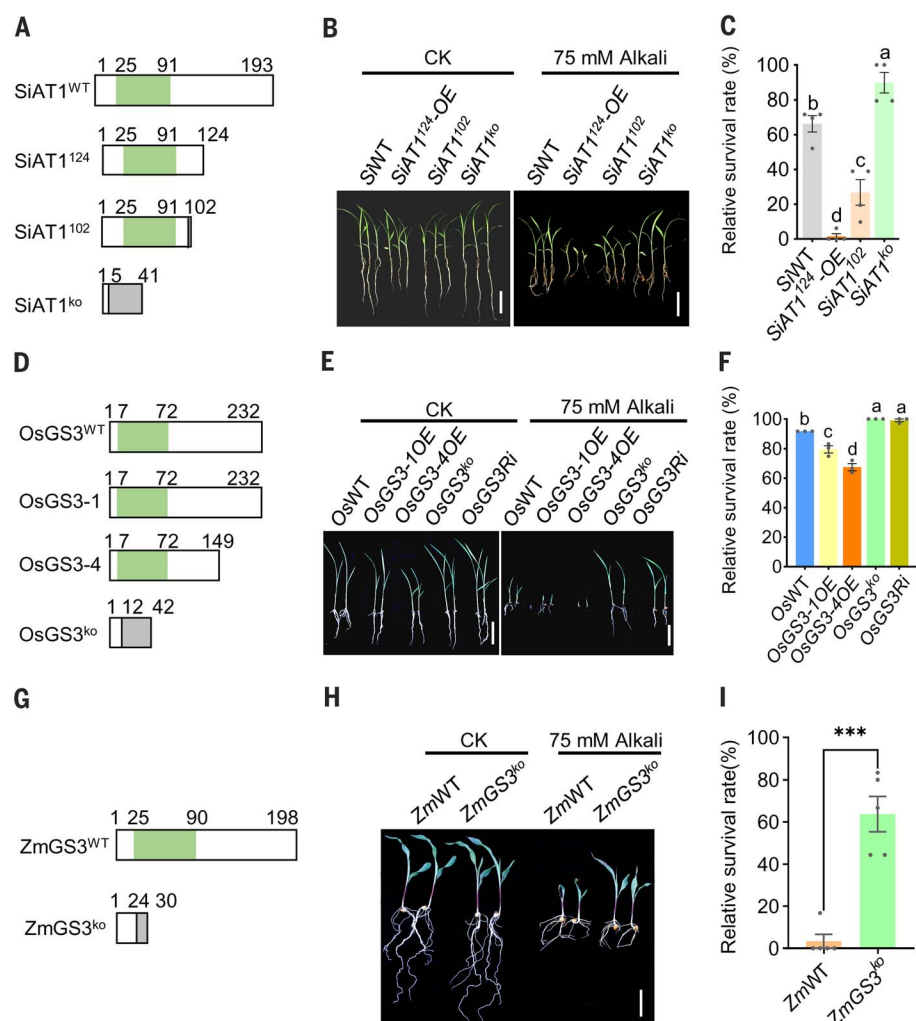 A
1 25 91 193
SiAT1WT
1 25 91 124
SiAT1124
1 25 91 102
SiAT1102
1 5 41
SiAT1ko
B
CK 75 mM Alkali
SiWT SiAT1124-OE SiAT1102 SiAT1ko SiWT SiAT1124-OE SiAT1102 SiAT1ko
C
Relative survival rate (%)
100
80
60
40
20
0
b d c a
SiWT SiAT1124-OE SiAT1102 SiAT1ko
D
1 7 72 232
OsGS3WT
1 7 72 232
OsGS3-1
1 7 72 149
OsGS3-4
1 12 42
OsGS3ko
E
CK 75 mM Alkali
OsWT OsGS3-1OE OsGS3-4OE OsGS3ko OsGS3Ri OsWT OsGS3-1OE OsGS3-4OE OsGS3ko OsGS3Ri
F
Relative survival rate (%)
100
80
60
40
20
0
b c d a a
OsWT OsGS3-1OE OsGS3-4OE OsGS3ko OsGS3Ri
G
1 25 90 198
ZmGS3WT
1 24 30
ZmGS3ko
H
CK 75 mM Alkali
ZmWT ZmGS3ko ZmWT ZmGS3ko
I
Relative survival rate(%)
100
80
60
40
20
0
***
ZmWT ZmGS3ko